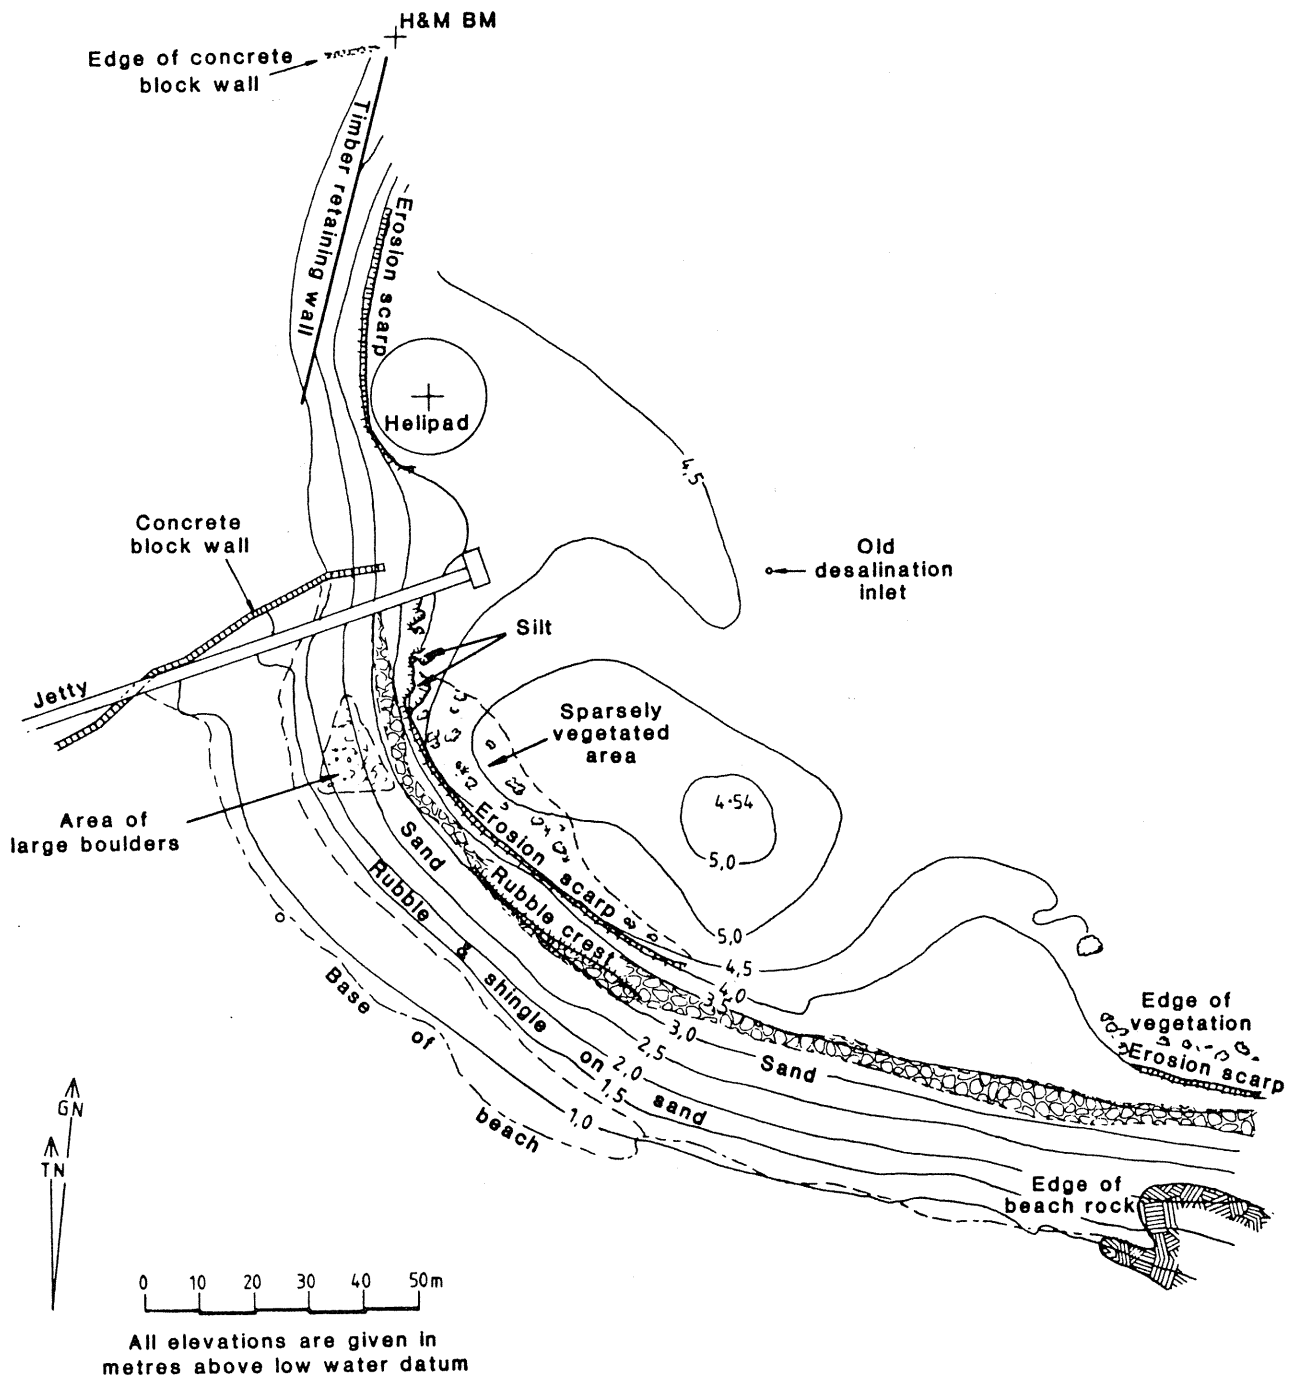 H&M BM
Edge of concrete
block wall
Timber retaining wall
Erosion scarp
Helipad
4,5
Concrete
block wall
Old
desalination
inlet
Silt
Jetty
Sparsely
vegetated
area
4·54
5,0
Area of
large boulders
Sand
Erosion scarp
Rubble crest
Rubble & shingle on sand
5,0
4,5
4,0
3,5
3,0
2,5
2,0
1,5
1,0
Base of beach
Sand
Edge of
vegetation
Erosion scarp
Edge of
beach rock
GN
TN
0 10 20 30 40 50m
All elevations are given in
metres above low water datum